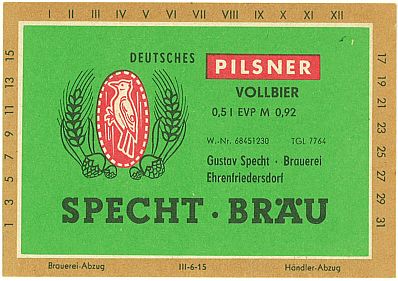 I II III IV V VI VII VIII IX X XI XII
DEUTSCHES PILSNER
VOLLBIER
0,5 l EVP M 0,92
W.-Nr. 68451230 TGL 7764
Gustav Specht · Brauerei
Ehrenfriedersdorf
SPECHT · BRÄU
1 3 5 7 9 11 13 15
17 19 21 23 25 27 29 31
Brauerei-Abzug III-6-15 Händler-Abzug